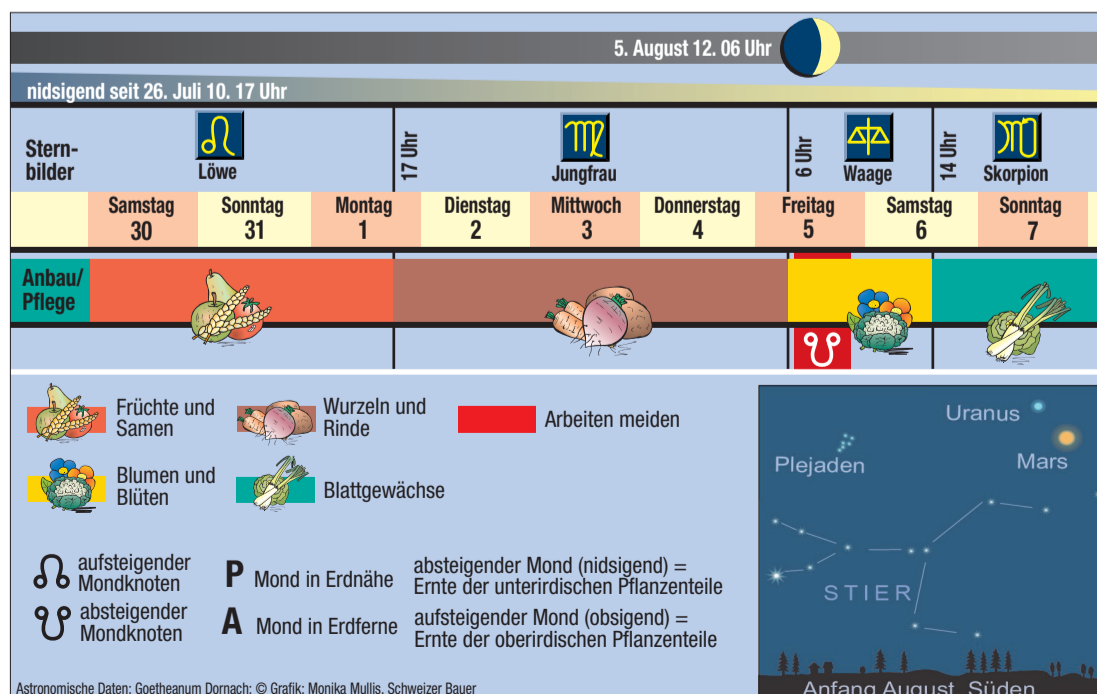 5. August 12. 06 Uhr
nidsigend seit 26. Juli 10. 17 Uhr
Stern-
bilder
Löwe
17 Uhr
Jungfrau
6 Uhr
Waage
14 Uhr
Skorpion
Samstag
30
Sonntag
31
Montag
1
Dienstag
2
Mittwoch
3
Donnerstag
4
Freitag
5
Samstag
6
Sonntag
7
Anbau/
Pflege
Früchte und
Samen
Wurzeln und
Rinde
Arbeiten meiden
Blumen und
Blüten
Blattgewächse
aufsteigender
Mondknoten
absteigender
Mondknoten
P Mond in Erdnähe
A Mond in Erdferne
absteigender Mond (nidsigend) =
Ernte der unterirdischen Pflanzenteile
aufsteigender Mond (obsigend) =
Ernte der oberirdischen Pflanzenteile
Uranus
Plejaden
Mars
STIER
Anfang August, Süden
Astronomische Daten: Goetheanum Dornach; © Grafik: Monika Mullis, Schweizer Bauer